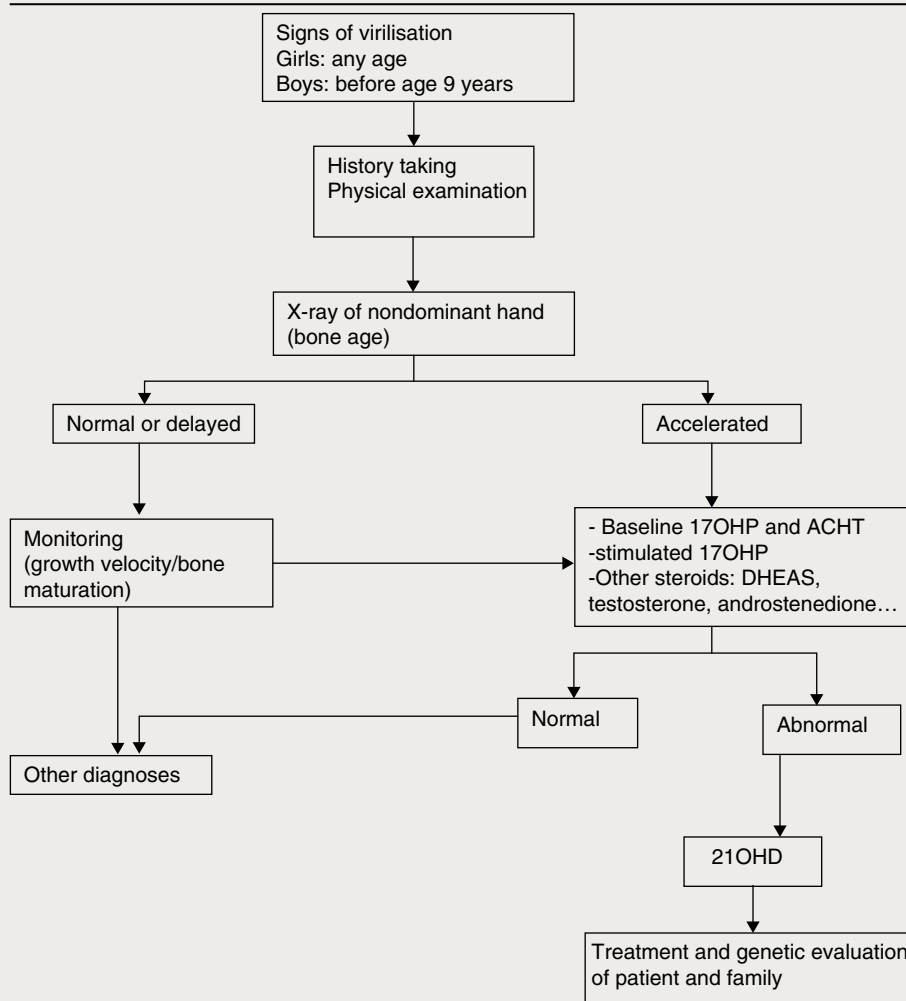 Signs of virilisation
Girls: any age
Boys: before age 9 years
History taking
Physical examination
X-ray of nondominant hand
(bone age)
Normal or delayed
Accelerated
Monitoring
(growth velocity/bone
maturation)
- Baseline 17OHP and ACHT
-stimulated 17OHP
-Other steroids: DHEAS,
testosterone, androstenedione…
Normal
Abnormal
Other diagnoses
21OHD
Treatment and genetic evaluation
of patient and family